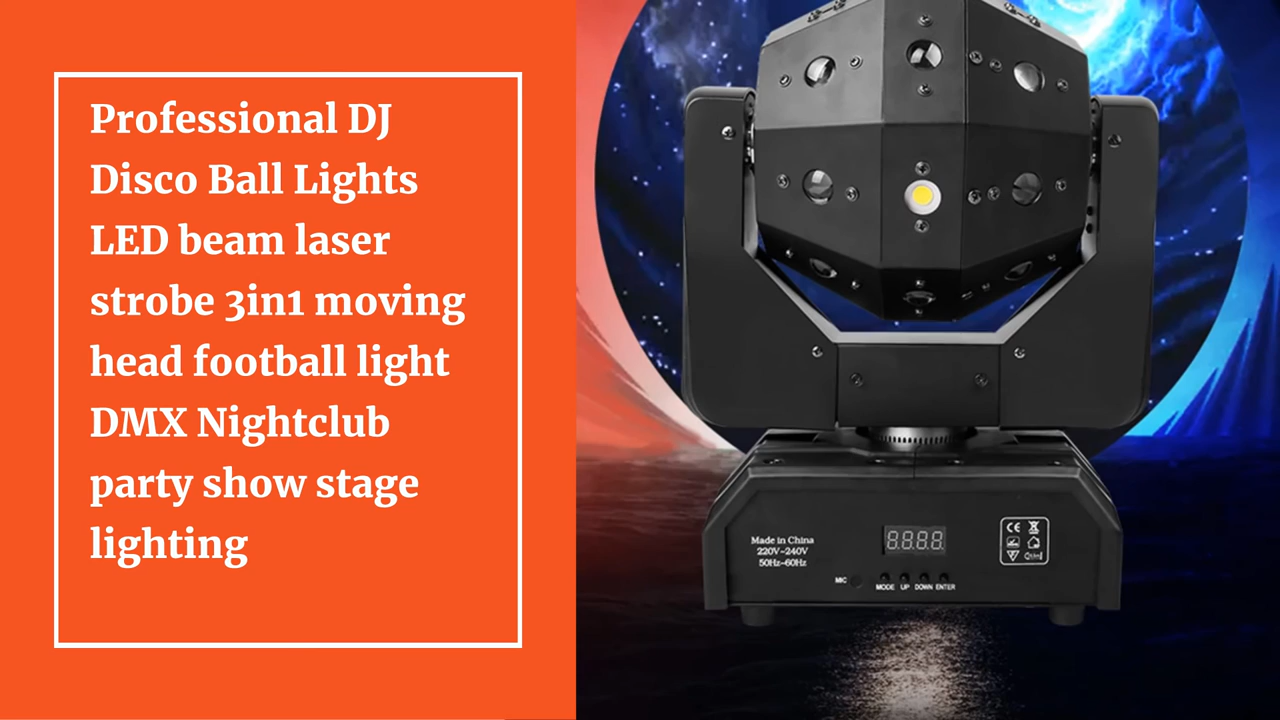 Professional DJ
Disco Ball Lights
LED beam laser
strobe 3in1 moving
head football light
DMX Nightclub
party show stage
lighting
Made in China
220V~240V
50Hz~60Hz
8.8.8.8.
MIC
MODE UP DOWN ENTER
CE